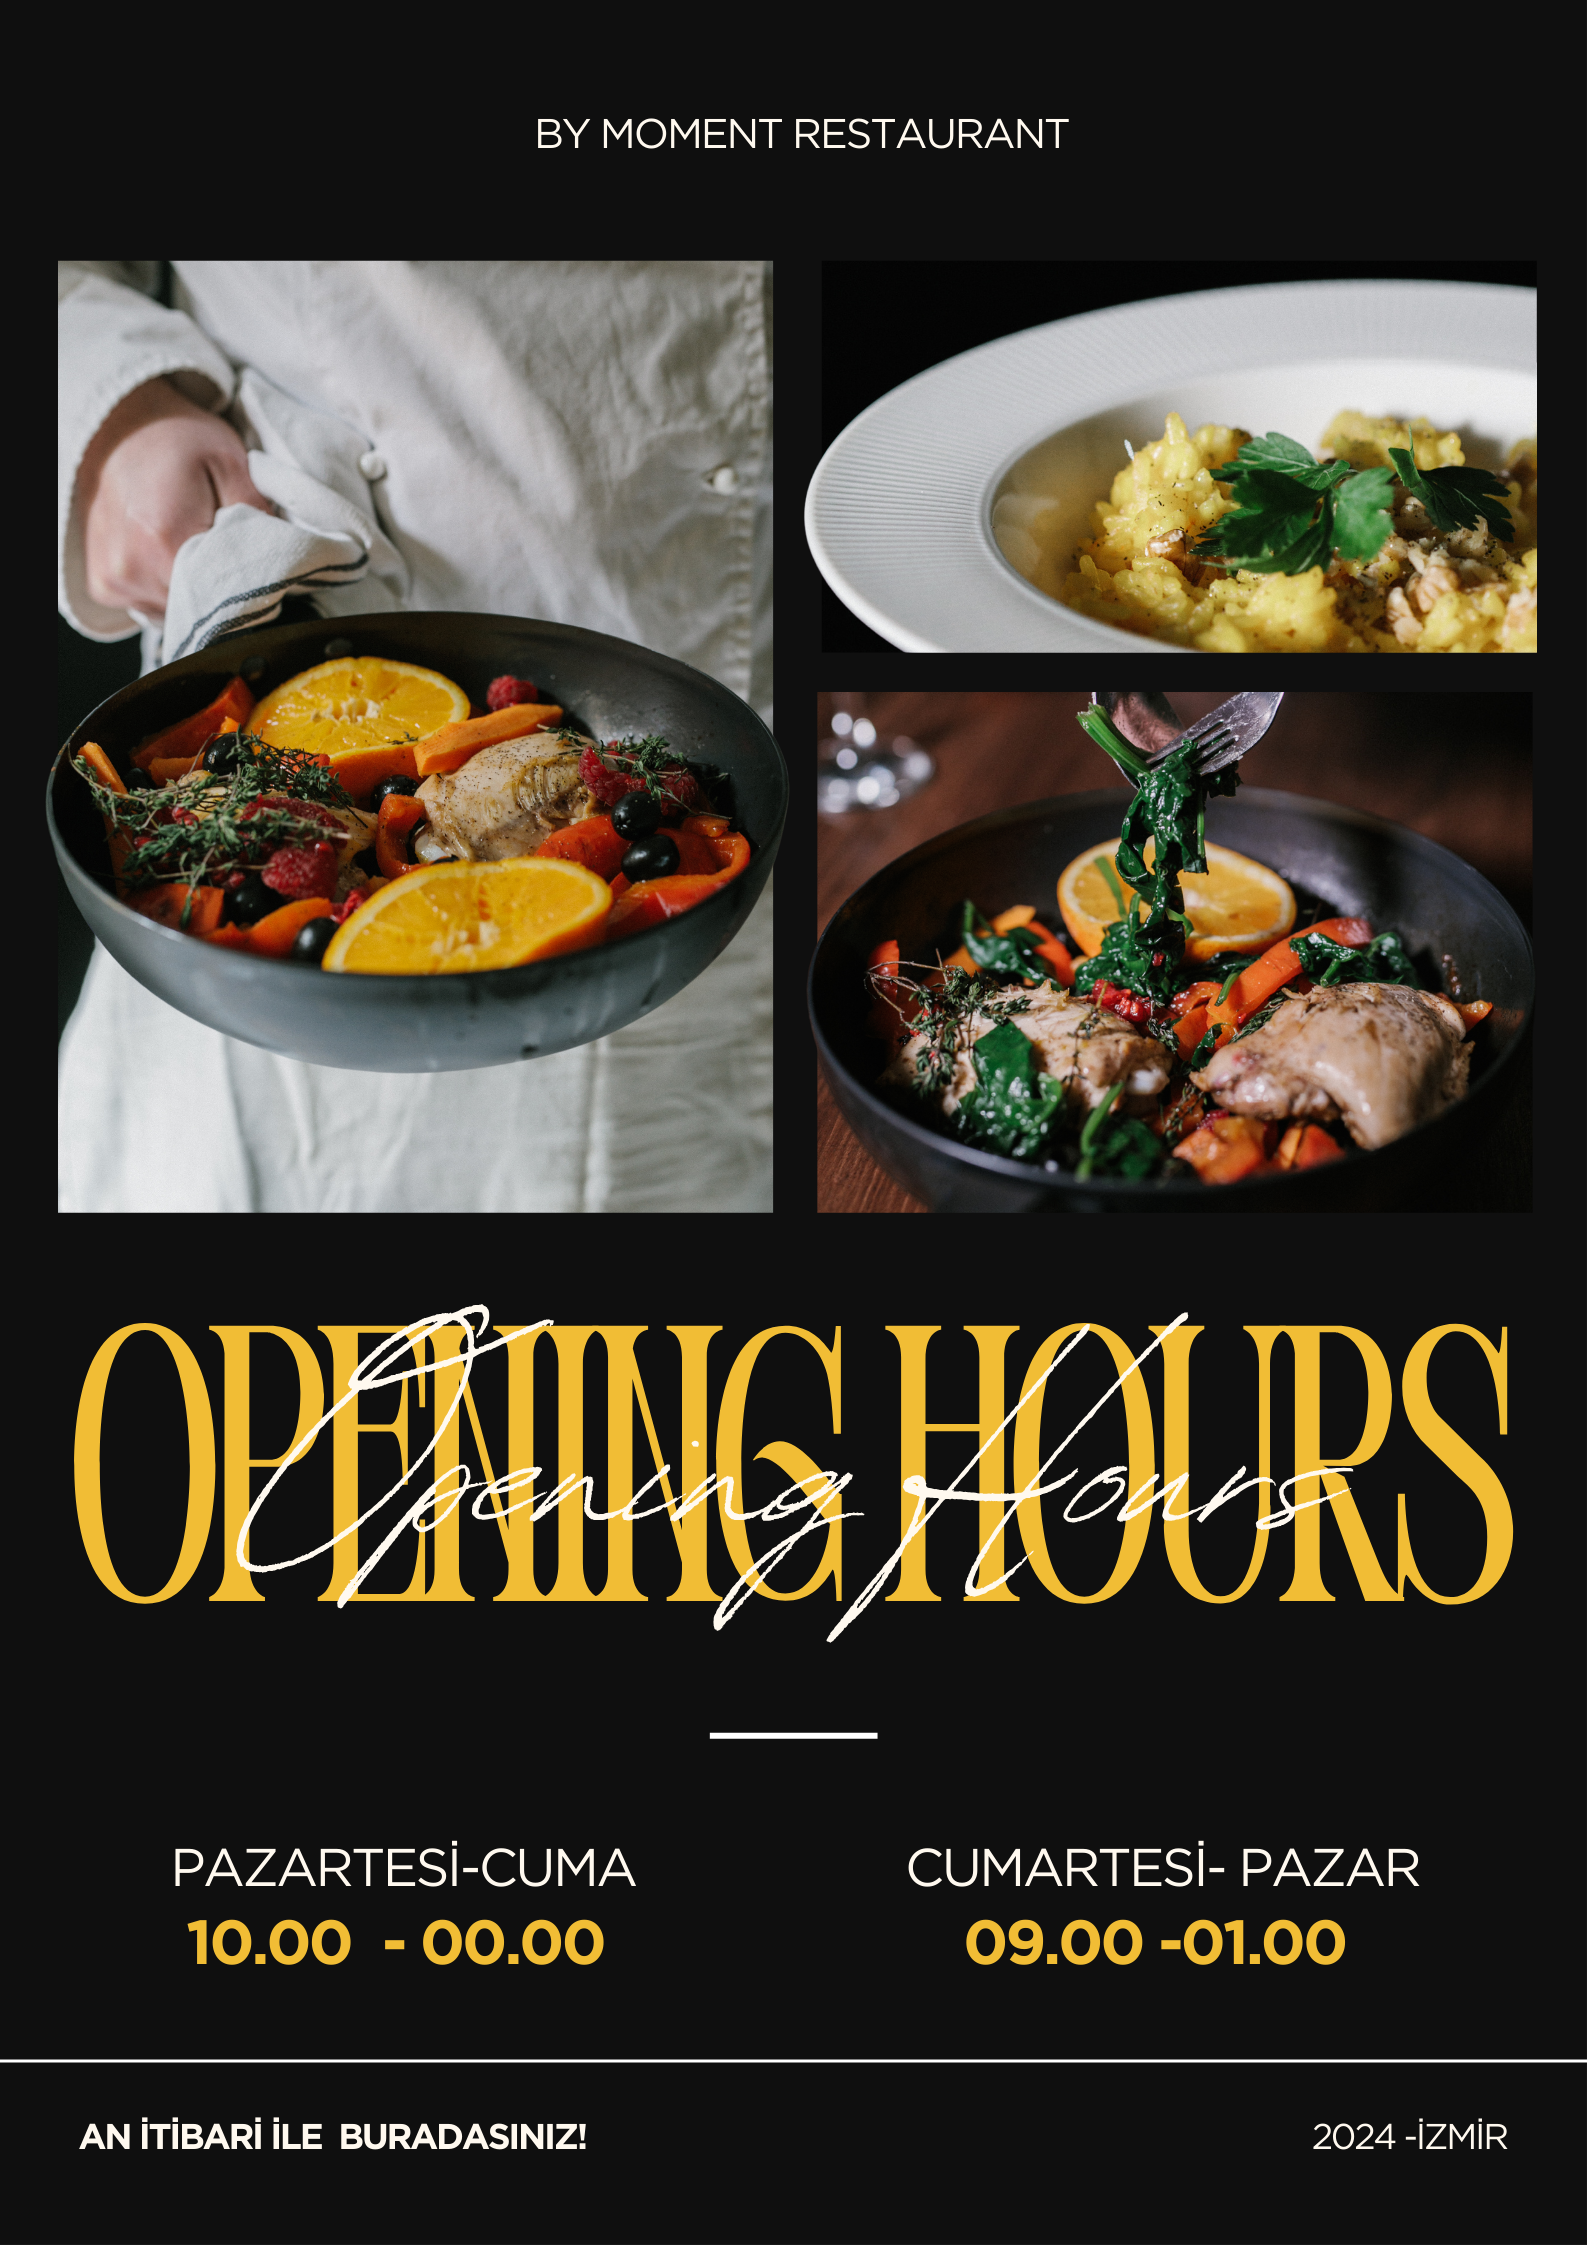 BY MOMENT RESTAURANT
OPENING HOURS
Opening Hours
PAZARTESİ-CUMA
10.00 - 00.00
CUMARTESİ- PAZAR
09.00 -01.00
AN İTİBARİ İLE BURADASINIZ!
2024 -İZMİR